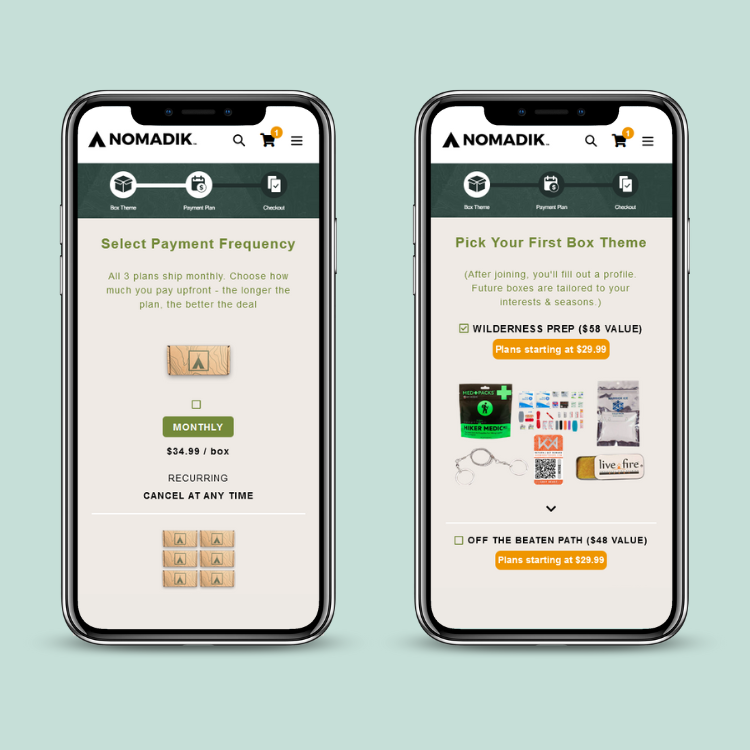 NOMADIK
1
Box Theme
Payment Plan
Checkout
Select Payment Frequency
All 3 plans ship monthly. Choose how
much you pay upfront - the longer the
plan, the better the deal
MONTHLY
$34.99 / box
RECURRING
CANCEL AT ANY TIME
NOMADIK
1
Box Theme
Payment Plan
Checkout
Pick Your First Box Theme
(After joining, you'll fill out a profile.
Future boxes are tailored to your
interests & seasons.)
WILDERNESS PREP ($58 VALUE)
Plans starting at $29.99
HIKER MEDIC
live fire
OFF THE BEATEN PATH ($48 VALUE)
Plans starting at $29.99